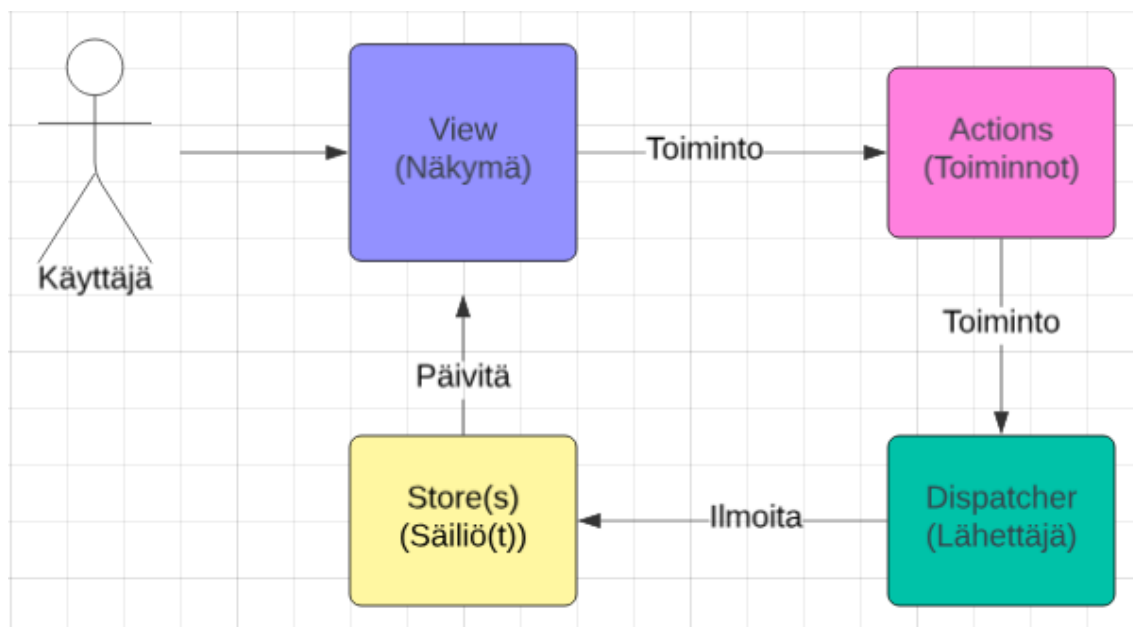 View
(Näkymä)
Toiminto
Actions
(Toiminnot)
Käyttäjä
Toiminto
Päivitä
Store(s)
(Säiliö(t))
Ilmoita
Dispatcher
(Lähettäjä)